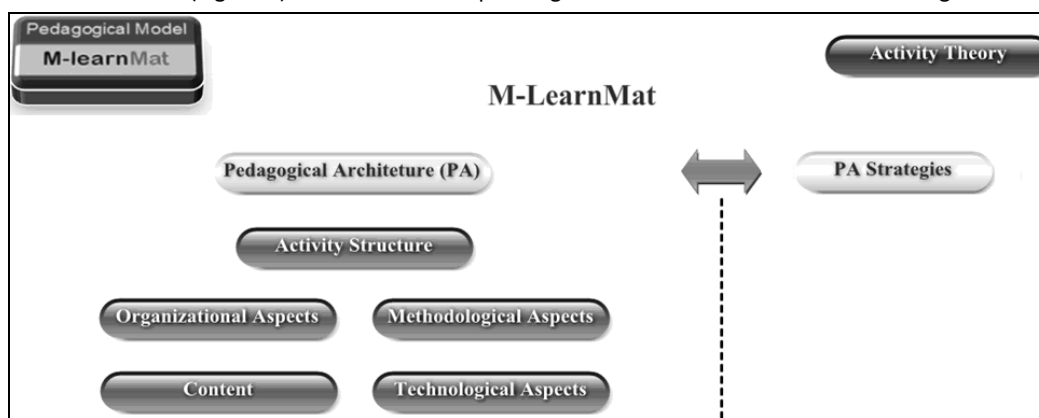 Pedagogical Model
M-learnMat
Activity Theory
M-LearnMat
Pedagogical Architeture (PA)
PA Strategies
Activity Structure
Organizational Aspects
Methodological Aspects
Content
Technological Aspects